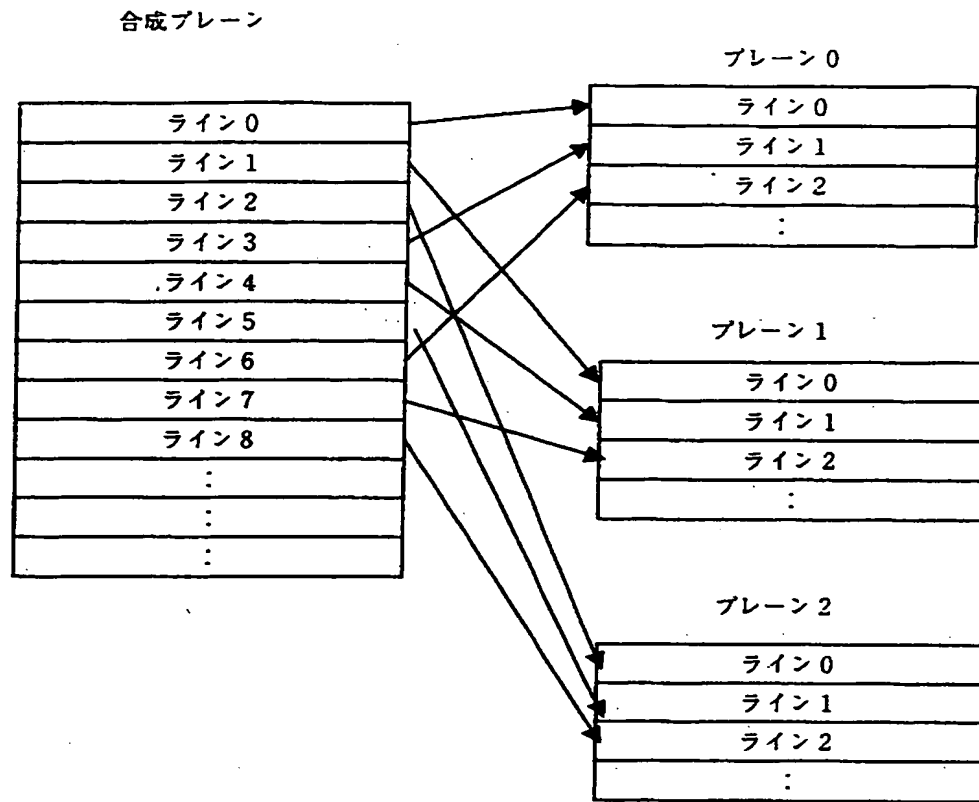 合成プレーン
ライン0
ライン1
ライン2
ライン3
ライン4
ライン5
ライン6
ライン7
ライン8
:
:
:
プレーン0
ライン0
ライン1
ライン2
:
プレーン1
ライン0
ライン1
ライン2
:
プレーン2
ライン0
ライン1
ライン2
: